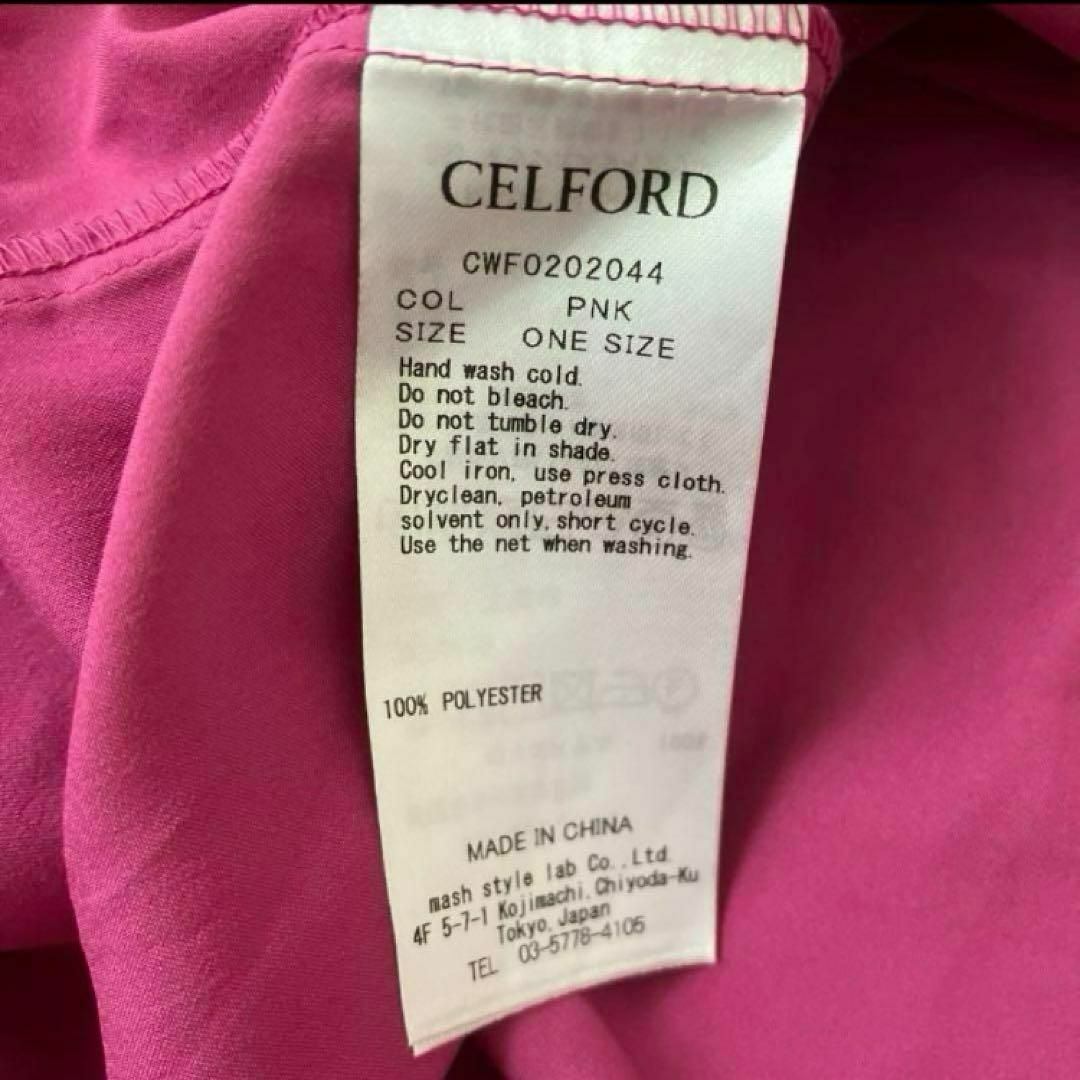 CELFORD
CWF0202044
COL PNK
SIZE ONE SIZE
Hand wash cold.
Do not bleach.
Do not tumble dry.
Dry flat in shade.
Cool iron, use press cloth.
Dryclean, petroleum
solvent only, short cycle.
Use the net when washing.
100% POLYESTER
MADE IN CHINA
mash style lab Co.,Ltd.
4F 5-7-1 Kojimachi, Chiyoda-Ku
Tokyo, Japan
TEL 03-5778-4105